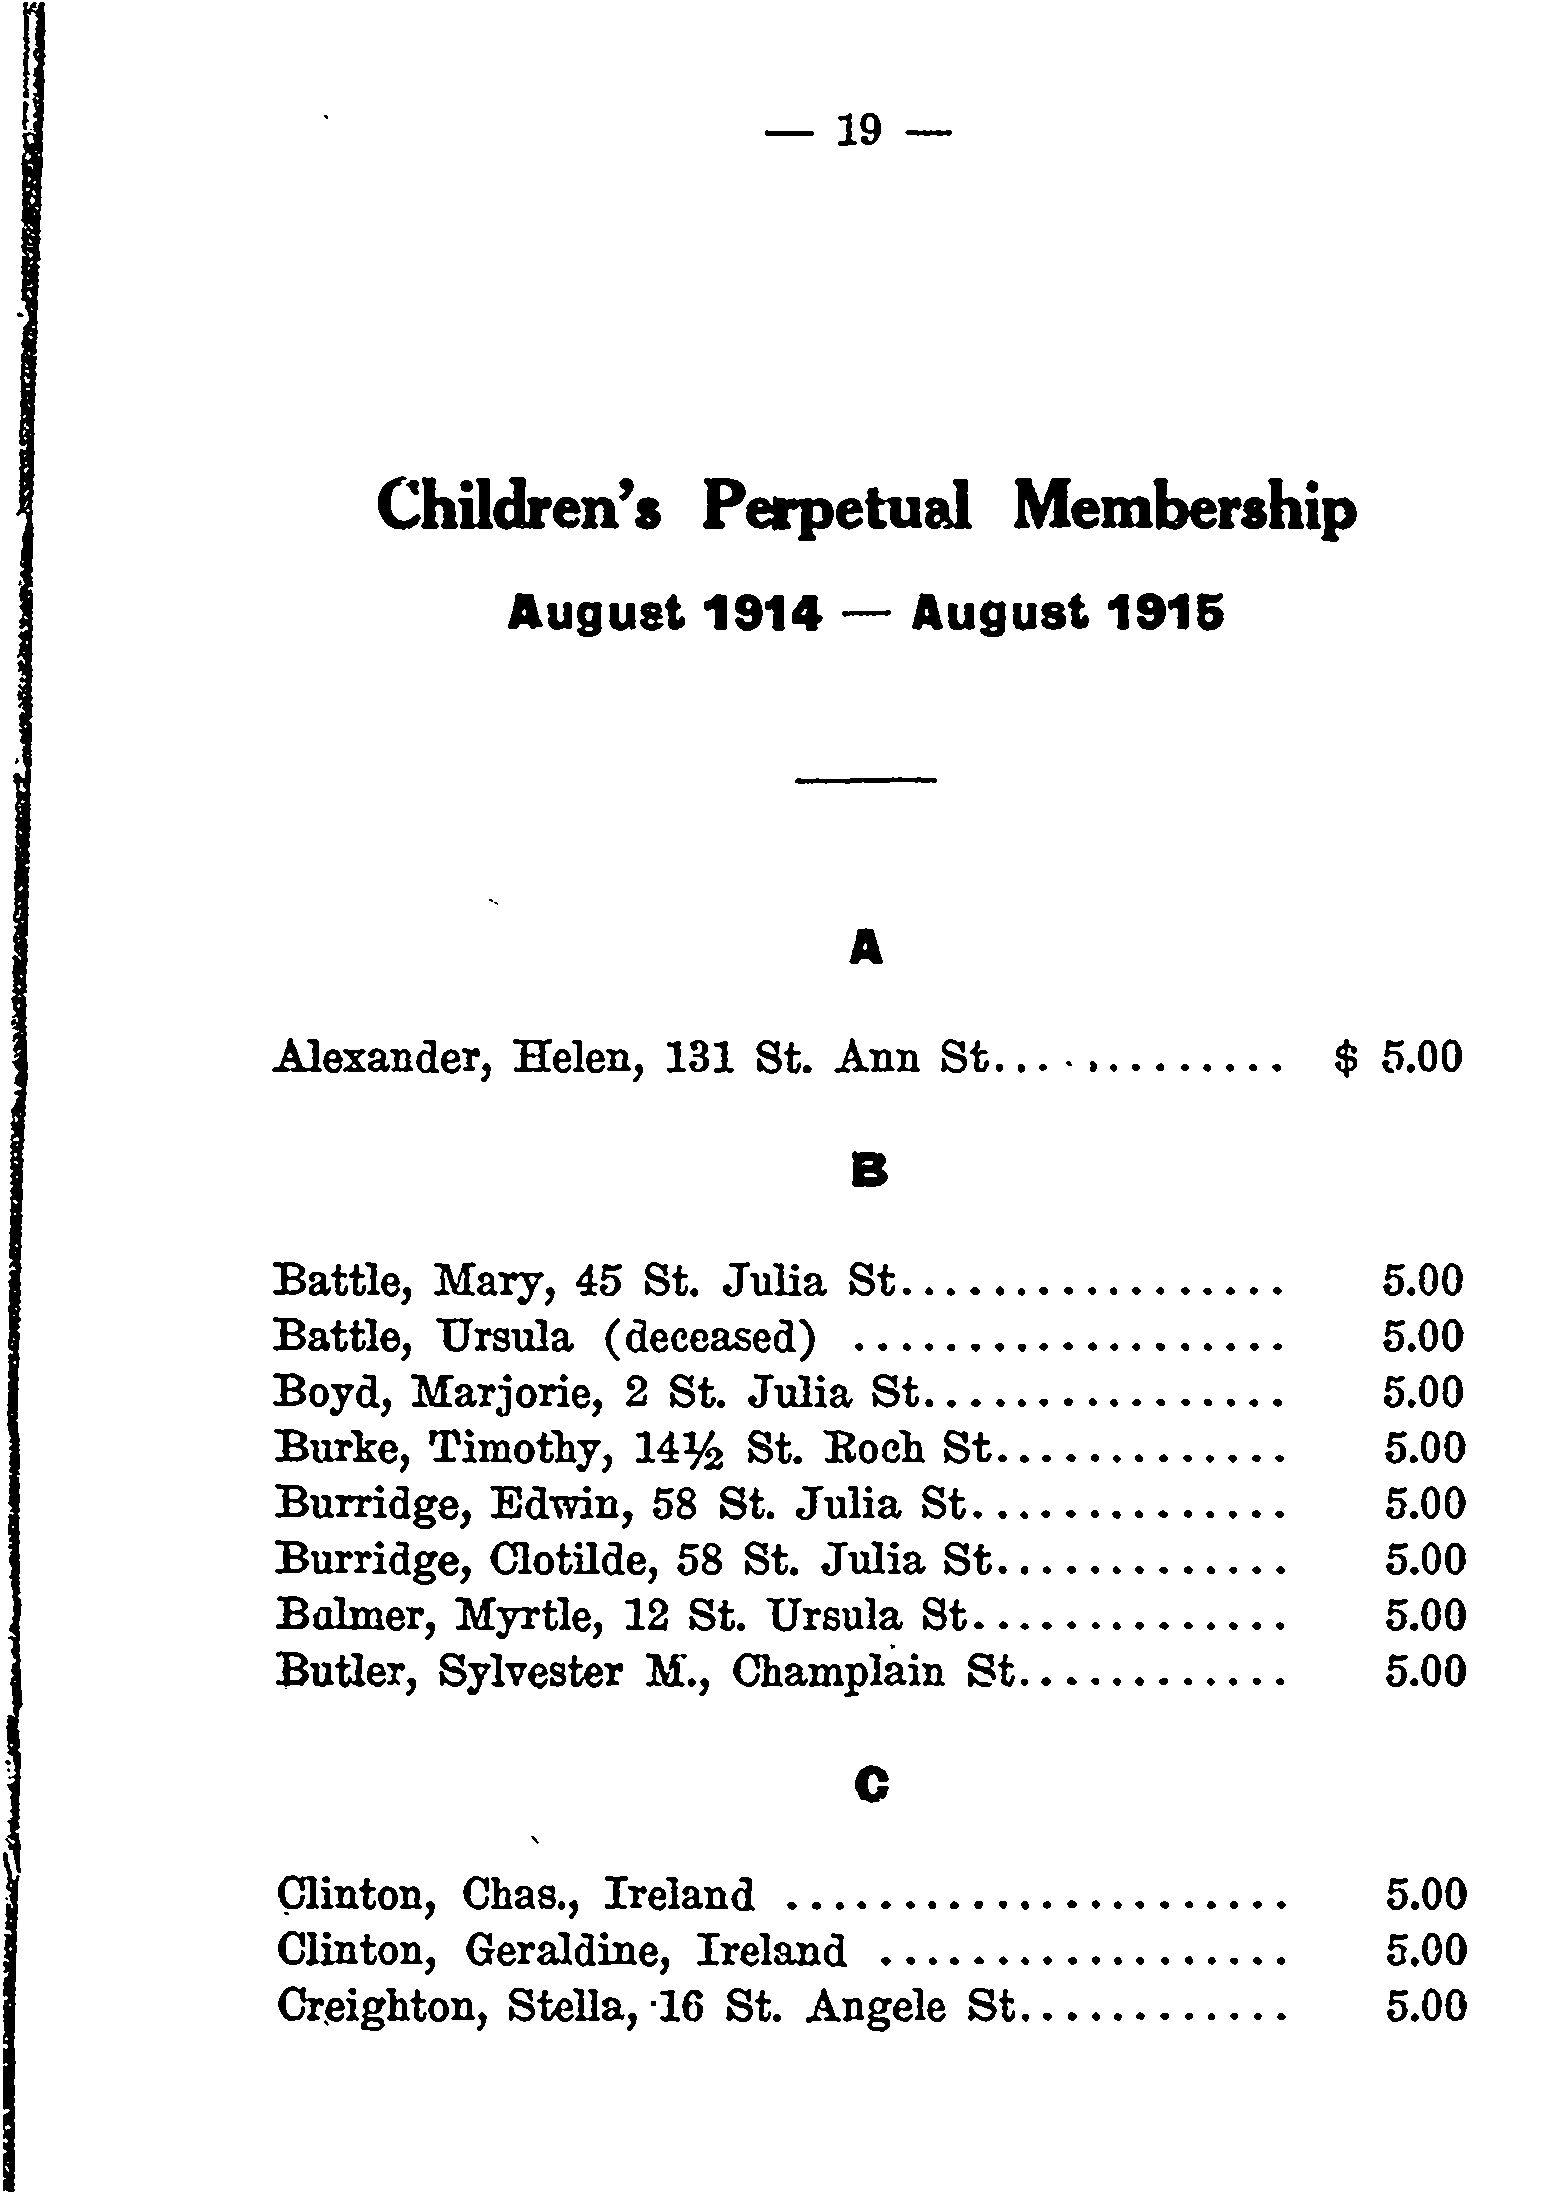 — 19 —
Children's Perpetual Membership
August 1914 — August 1915
A
Alexander, Helen, 131 St. Ann St............. $ 5.00
B
Battle, Mary, 45 St. Julia St................. 5.00
Battle, Ursula (deceased) ................... 5.00
Boyd, Marjorie, 2 St. Julia St................ 5.00
Burke, Timothy, 14½ St. Roch St............. 5.00
Burridge, Edwin, 58 St. Julia St.............. 5.00
Burridge, Clotilde, 58 St. Julia St............. 5.00
Balmer, Myrtle, 12 St. Ursula St.............. 5.00
Butler, Sylvester M., Champlain St............ 5.00
C
Clinton, Chas., Ireland ...................... 5.00
Clinton, Geraldine, Ireland .................. 5.00
Creighton, Stella, 16 St. Angele St............ 5.00